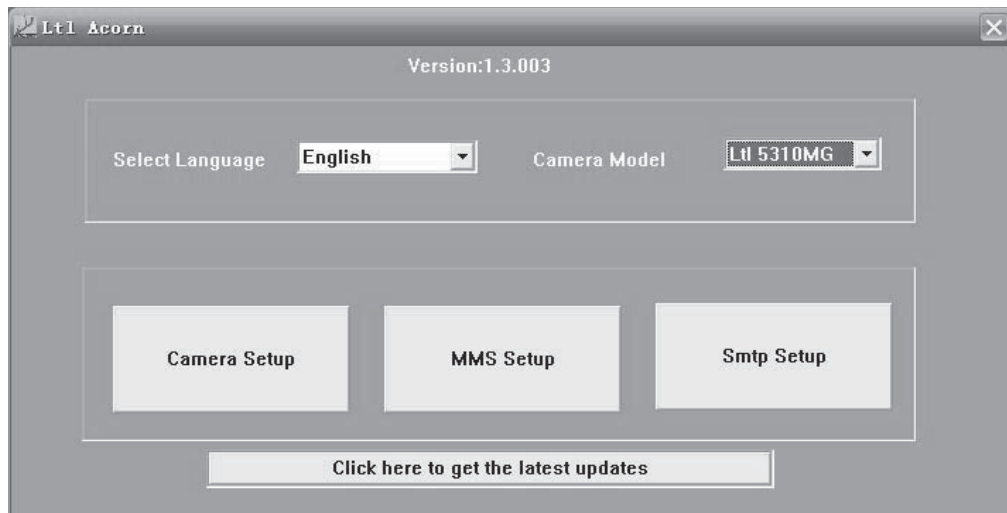 Ltl Acorn
Version:1.3.003
Select Language English Camera Model Ltl 5310MG
Camera Setup MMS Setup Smtp Setup
Click here to get the latest updates